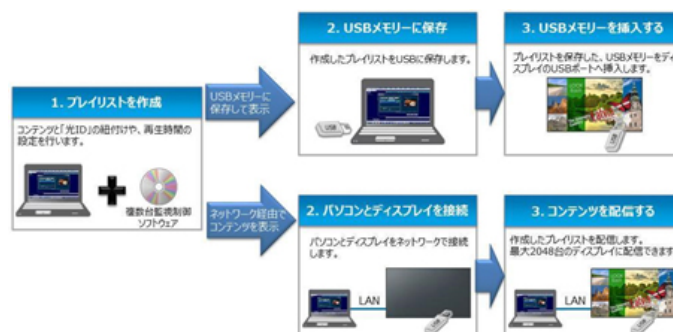 1. プレイリストを作成
コンテンツと「光ID」の紐付けや、再生時間の
設定を行います。
複数台監視制御
ソフトウェア
USBメモリーに
保存して表示
2. USBメモリーに保存
作成したプレイリストをUSBに保存します。
USB
3. USBメモリーを挿入する
プレイリストを保存した、USBメモリーをディ
スプレイのUSBポートへ挿入します。
ネットワーク経由で
コンテンツを表示
2. パソコンとディスプレイを接続
パソコンとディスプレイをネットワークで接続
します。
LAN
3. コンテンツを配信する
作成したプレイリストを配信します。
最大2048台のディスプレイに配信できます
LAN